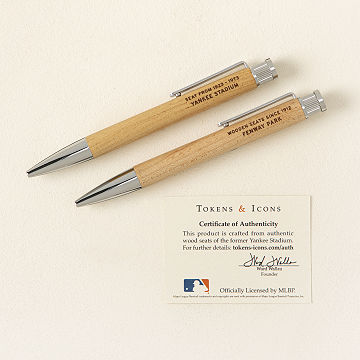 SEAT FROM 1923 - 1973
YANKEE STADIUM
WOODEN SEATS SINCE 1912
FENWAY PARK
TOKENS & ICONS
Certificate of Authenticity
This product is crafted from authentic
wood seats of the former Yankee Stadium.
For further details: tokens-icons.com/auth
Ward Wallau
Founder
Officially Licensed by MLBP.